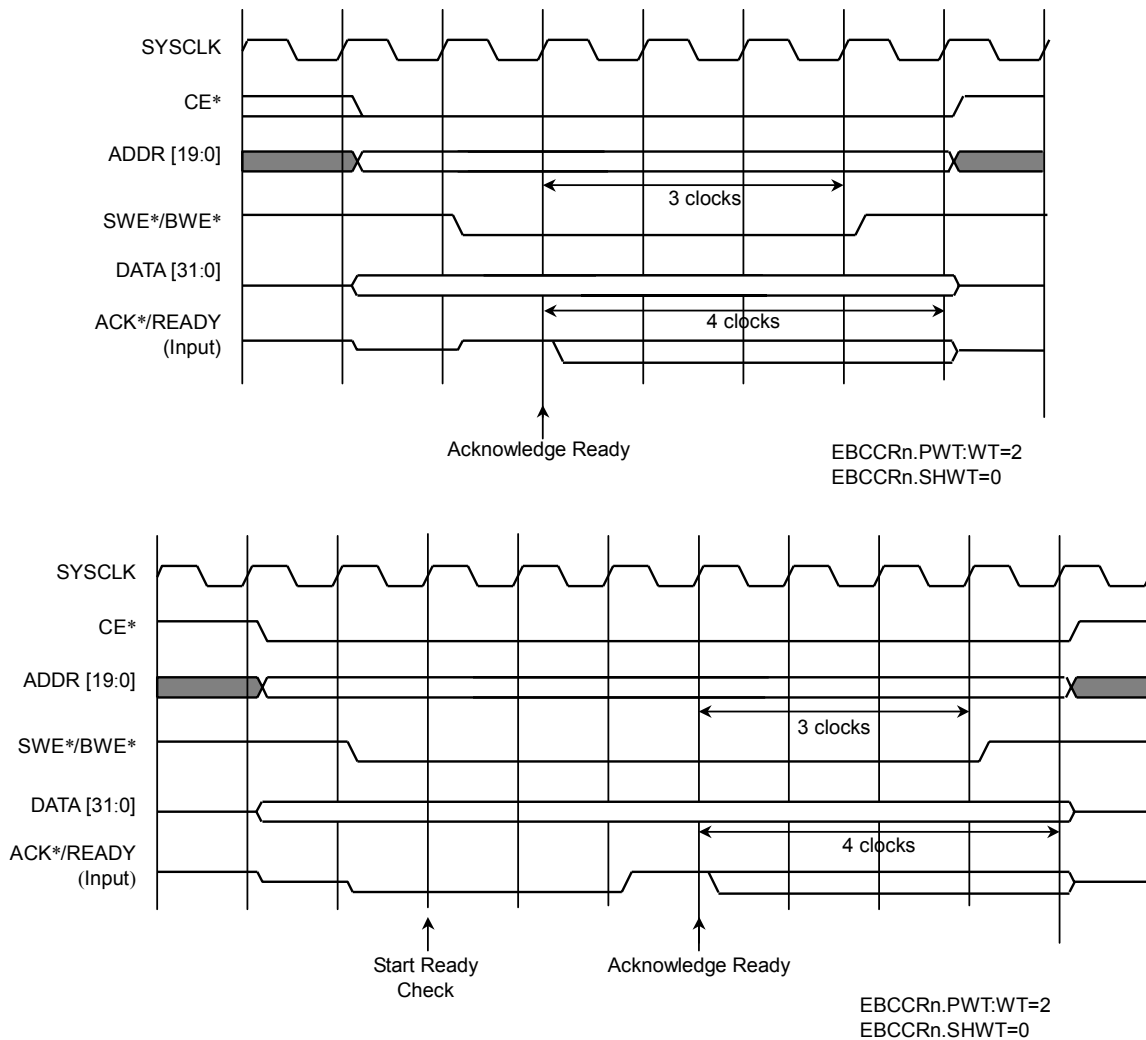 SYSCLK
CE*
ADDR [19:0]
3 clocks
SWE*/BWE*
DATA [31:0]
4 clocks
ACK*/READY
(Input)
Acknowledge Ready
EBCCRn.PWT:WT=2
EBCCRn.SHWT=0
SYSCLK
CE*
ADDR [19:0]
3 clocks
SWE*/BWE*
DATA [31:0]
4 clocks
ACK*/READY
(Input)
Start Ready
Check
Acknowledge Ready
EBCCRn.PWT:WT=2
EBCCRn.SHWT=0